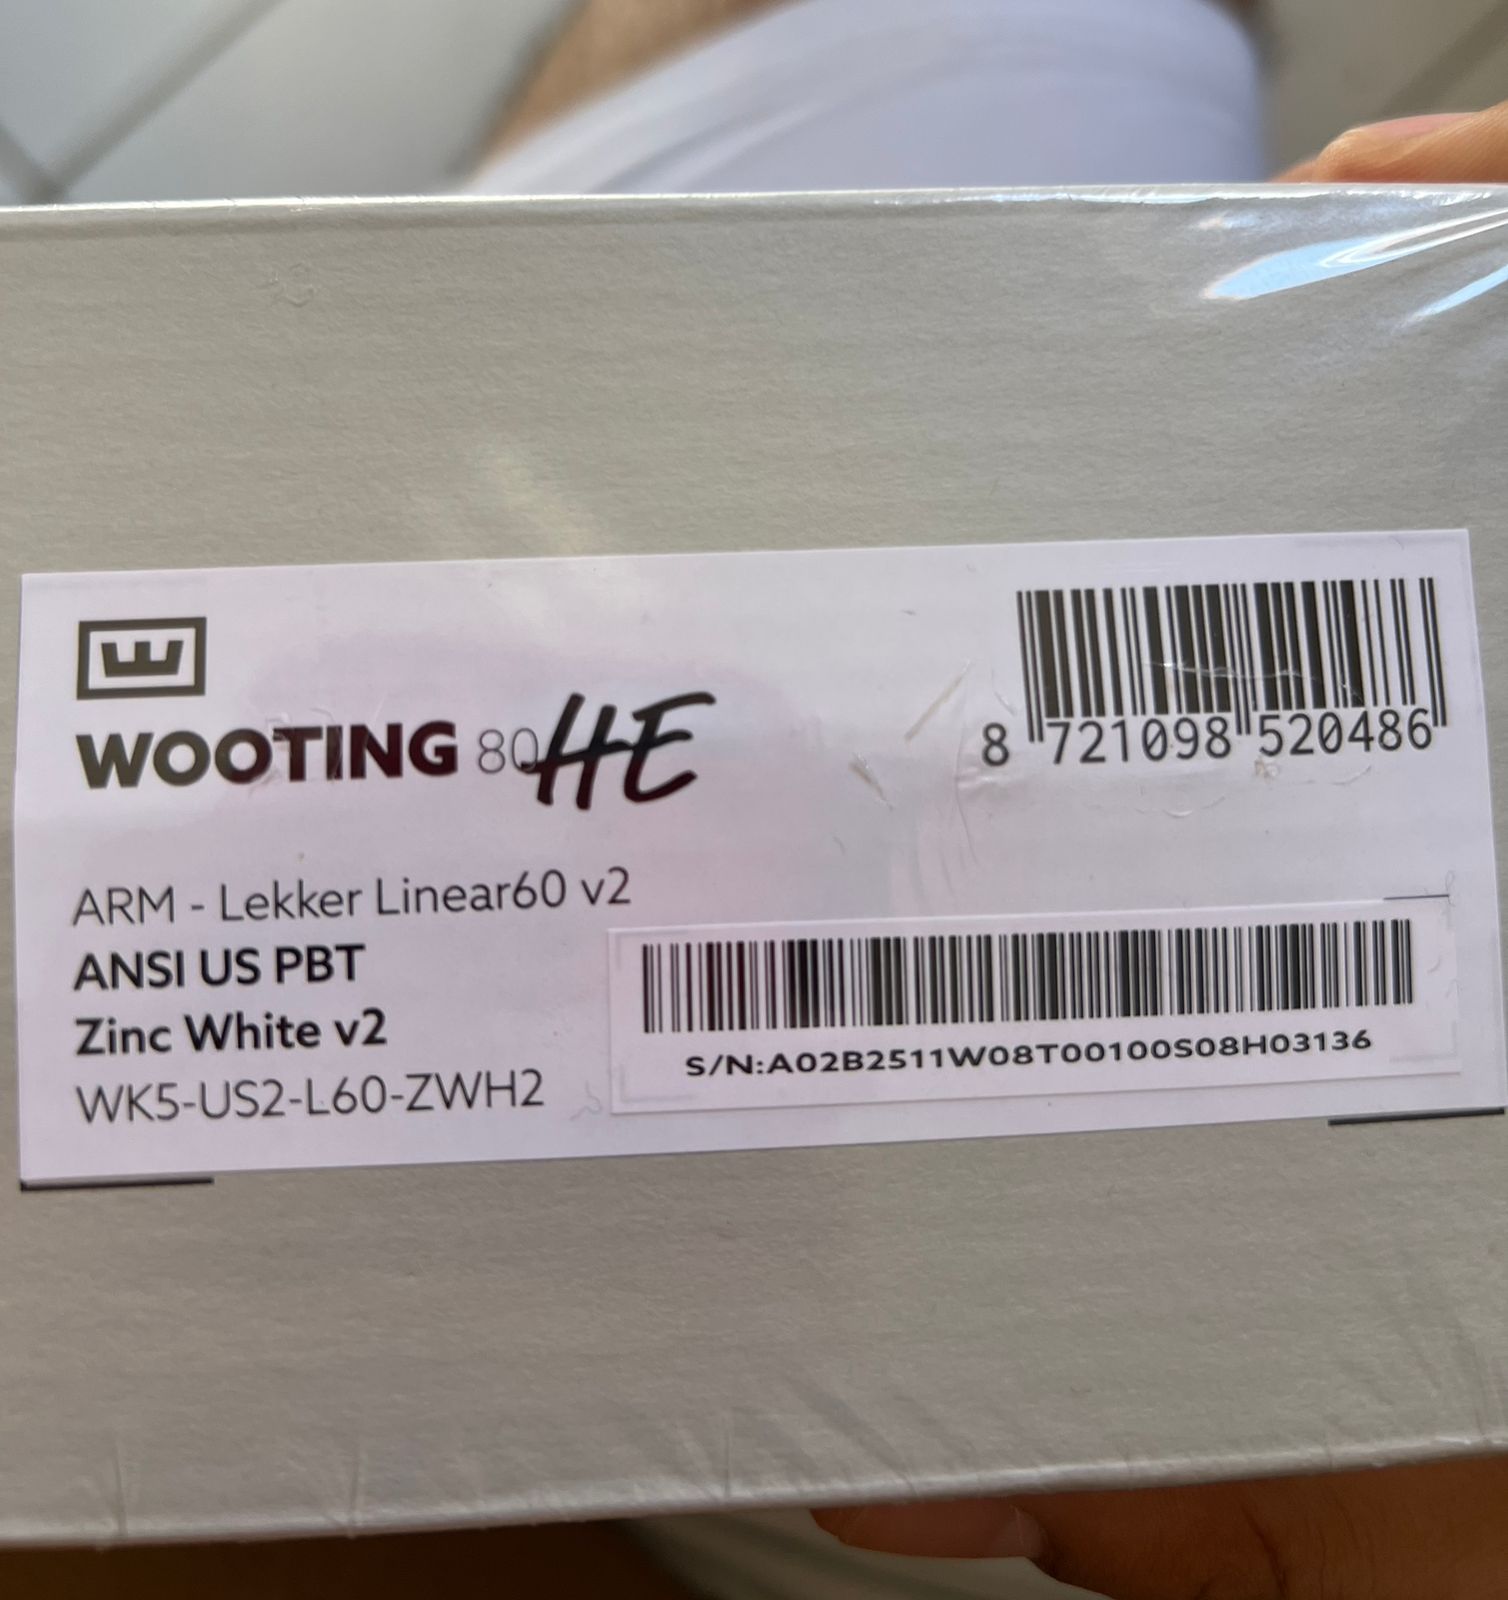 WOOTING 80HE
8 721098 520486
ARM - Lekker Linear60 v2
ANSI US PBT
Zinc White v2
WK5-US2-L60-ZWH2
S/N:A02B2511W08T00100S08H03136